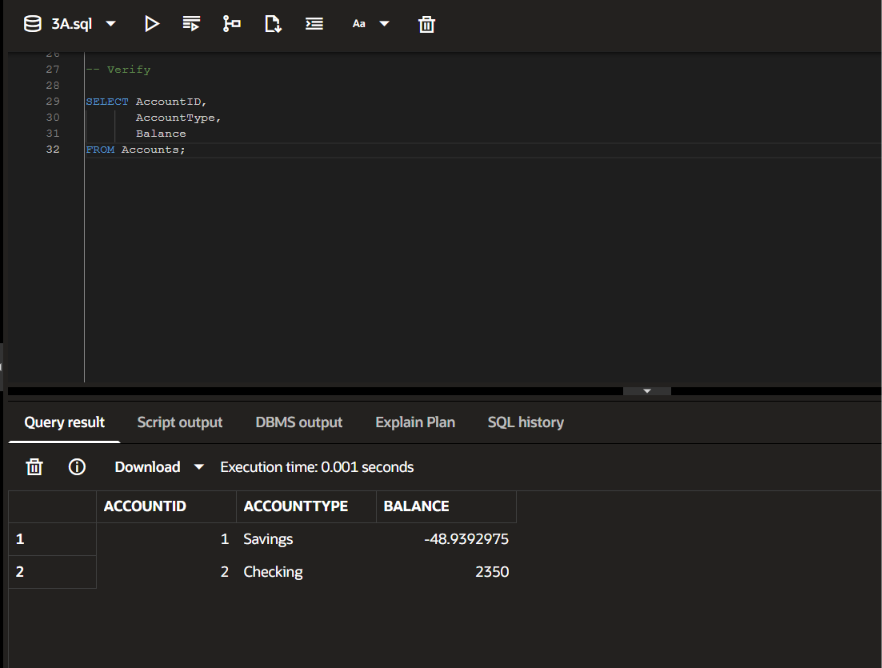 3A.sql Aa
26
27 -- Verify
28
29 SELECT AccountID,
30 AccountType,
31 Balance
32 FROM Accounts;
Query result Script output DBMS output Explain Plan SQL history
Download Execution time: 0.001 seconds
ACCOUNTID ACCOUNTTYPE BALANCE
1 1 Savings -48.9392975
2 2 Checking 2350